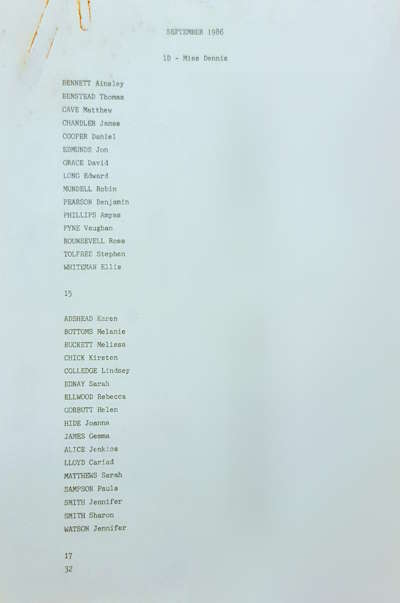 SEPTEMBER 1986
1D - Miss Dennis
BENNETT Ainsley
BENSTEAD Thomas
CAVE Matthew
CHANDLER James
COOPER Daniel
EDMUNDS Jon
GRACE David
LONG Edward
MUNDELL Robin
PEARSON Benjamin
PHILLIPS
PYNE Vaughan
ROUNSEVELL Ross
TOLFREE Stephen
WHITEMAN Ellis
15
ADSHEAD Karen
BOTTOMS Melanie
BUCKETT Melissa
CHICK Kirsten
COLLEDGE Lindsey
EDNAY Sarah
ELLWOOD Rebecca
GORBUTT Helen
HIDE Joanna
JAMES Gemma
ALICE Jenkins
LLOYD Cariad
MATTHEWS Sarah
SAMPSON Paula
SMITH Jennifer
SMITH Sharon
WATSON Jennifer
17
32